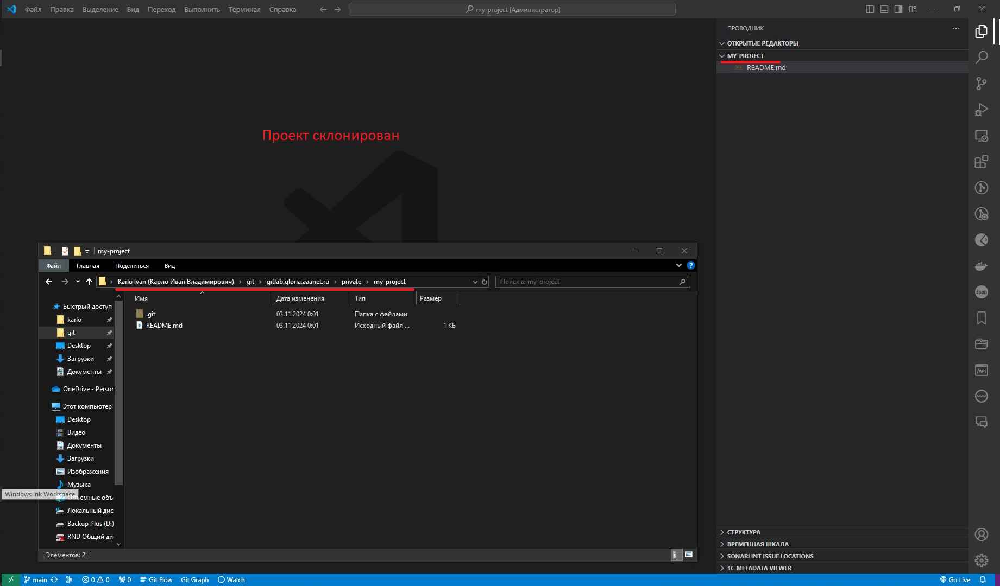 Файл Правка Выделение Вид Переход Выполнить Терминал Справка
my-project [Администратор]
ПРОВОДНИК
ОТКРЫТЫЕ РЕДАКТОРЫ
MY-PROJECT
README.md
Проект склонирован
my-project
Файл Главная Поделиться Вид
Karlo Ivan (Карло Иван Владимирович) git gitlab.gloria.aaanet.ru private my-project
Поиск в: my-project
Имя Дата изменения Тип Размер
.git 03.11.2024 0:01 Папка с файлами
README.md 03.11.2024 0:01 Исходный файл ... 1 КБ
Быстрый доступ
karlo
git
Desktop
Загрузки
Документы
OneDrive - Person
Этот компьютер
Desktop
Видео
Документы
Загрузки
Изображения
Музыка
Windows Ink Workspace
Объемные объ
Локальный дис
Backup Plus (D:)
RND Общий ди
Элементов: 2
Json
/API
СТРУКТУРА
ВРЕМЕННАЯ ШКАЛА
SONARLINT ISSUE LOCATIONS
1C METADATA VIEWER
main 0 0 0 Git Flow Git Graph Watch Go Live